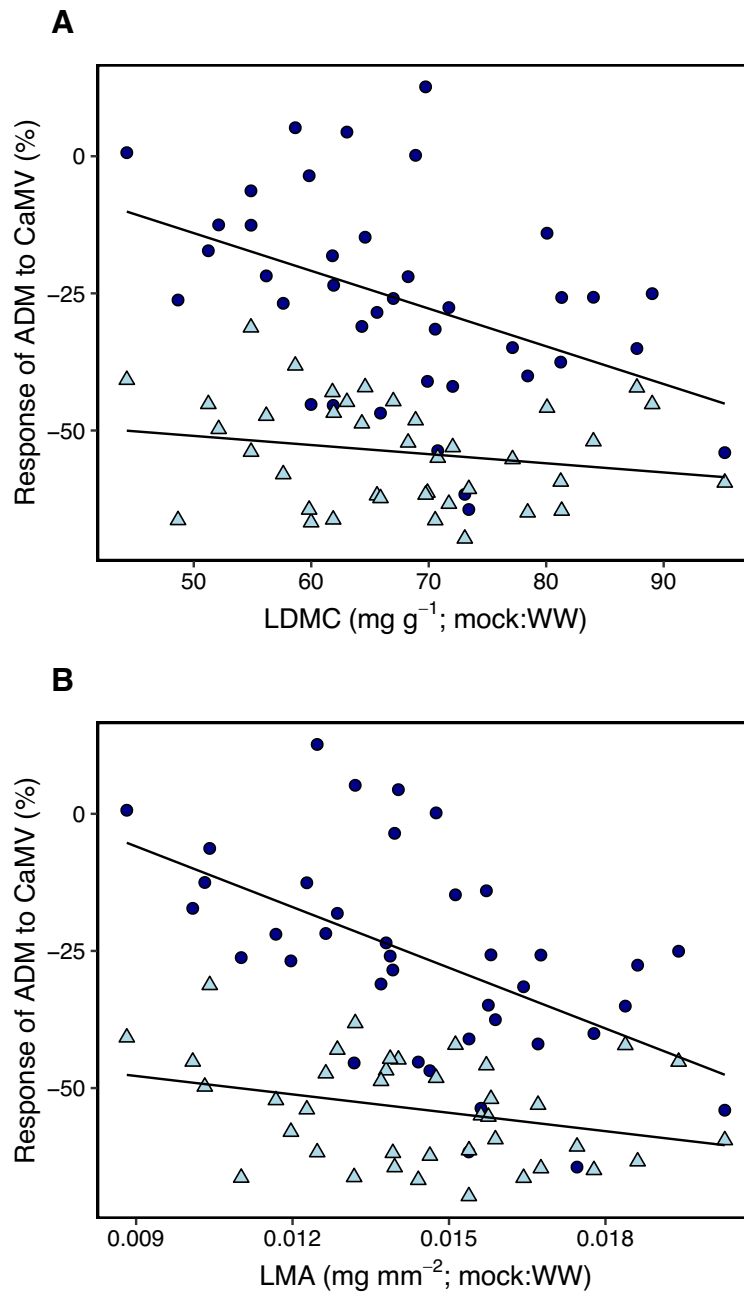 A
Response of ADM to CaMV (%)
0
−25
−50
50 60 70 80 90
LDMC (mg g⁻¹; mock:WW)
B
Response of ADM to CaMV (%)
0
−25
−50
0.009 0.012 0.015 0.018
LMA (mg mm⁻²; mock:WW)